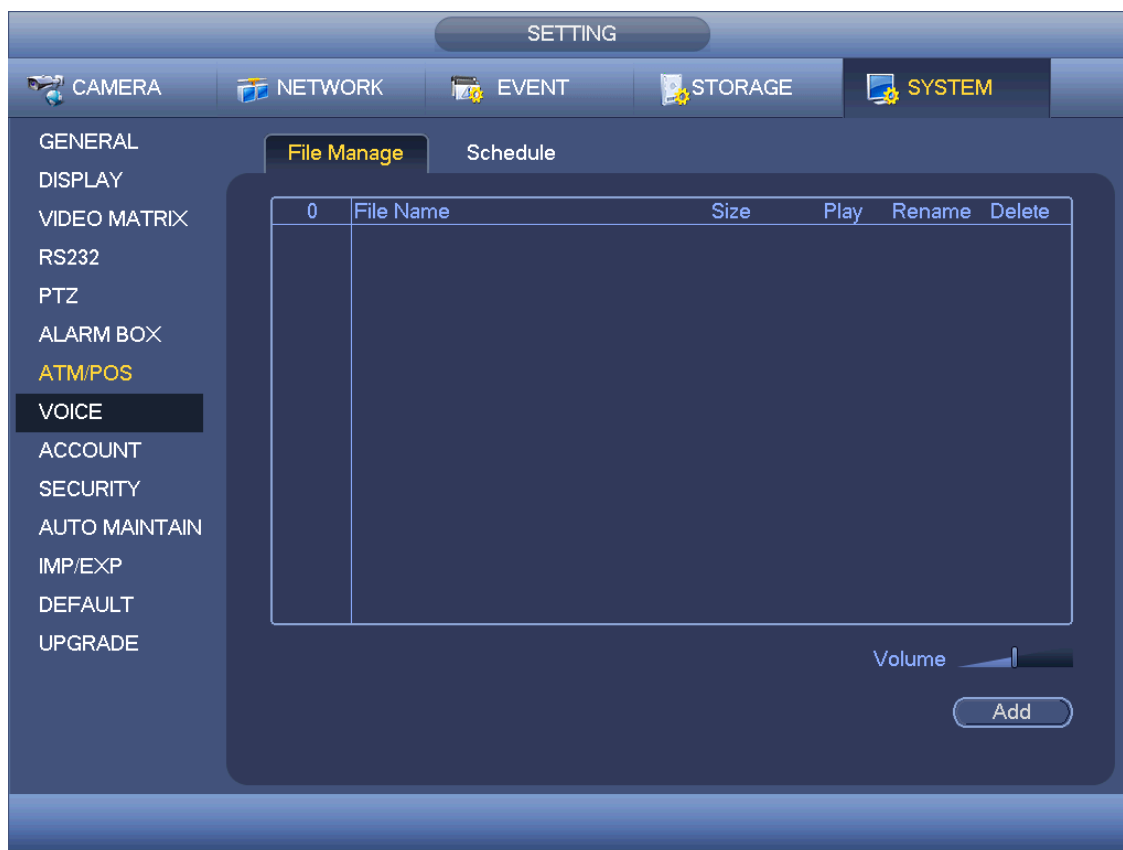 SETTING
CAMERA NETWORK EVENT STORAGE SYSTEM
GENERAL
DISPLAY
VIDEO MATRIX
RS232
PTZ
ALARM BOX
ATM/POS
VOICE
ACCOUNT
SECURITY
AUTO MAINTAIN
IMP/EXP
DEFAULT
UPGRADE
File Manage Schedule
0 File Name Size Play Rename Delete
Volume
Add